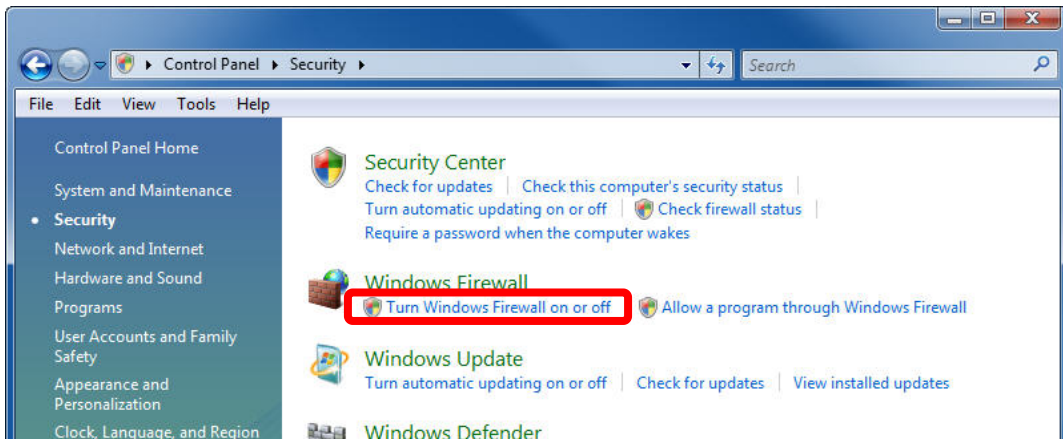 Control Panel Security
Search
File Edit View Tools Help
Control Panel Home
System and Maintenance
Security
Network and Internet
Hardware and Sound
Programs
User Accounts and Family
Safety
Appearance and
Personalization
Clock, Language, and Region
Security Center
Check for updates Check this computer's security status
Turn automatic updating on or off Check firewall status
Require a password when the computer wakes
Windows Firewall
Turn Windows Firewall on or off Allow a program through Windows Firewall
Windows Update
Turn automatic updating on or off Check for updates View installed updates
Windows Defender